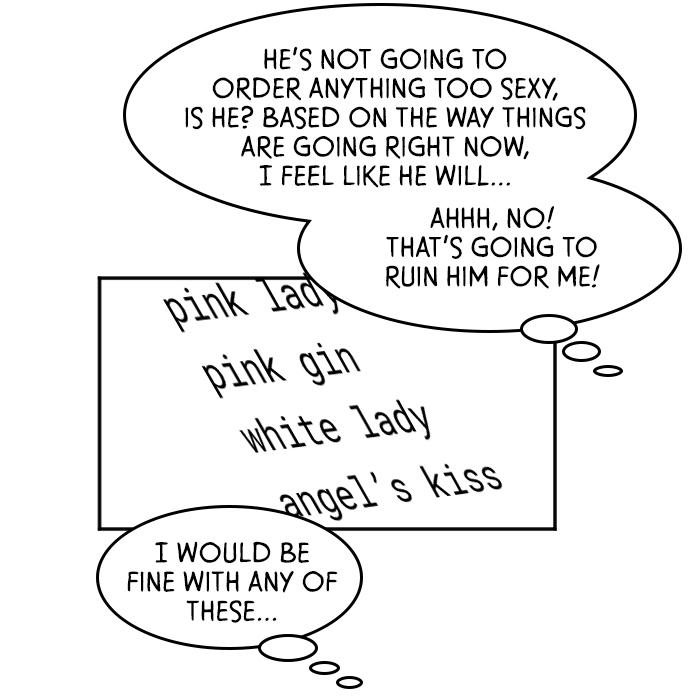 HE'S NOT GOING TO
ORDER ANYTHING TOO SEXY,
IS HE? BASED ON THE WAY THINGS
ARE GOING RIGHT NOW,
I FEEL LIKE HE WILL...
AHHH, NO!
THAT'S GOING TO
RUIN HIM FOR ME!
pink lady
pink gin
white lady
angel's kiss
I WOULD BE
FINE WITH ANY OF
THESE...